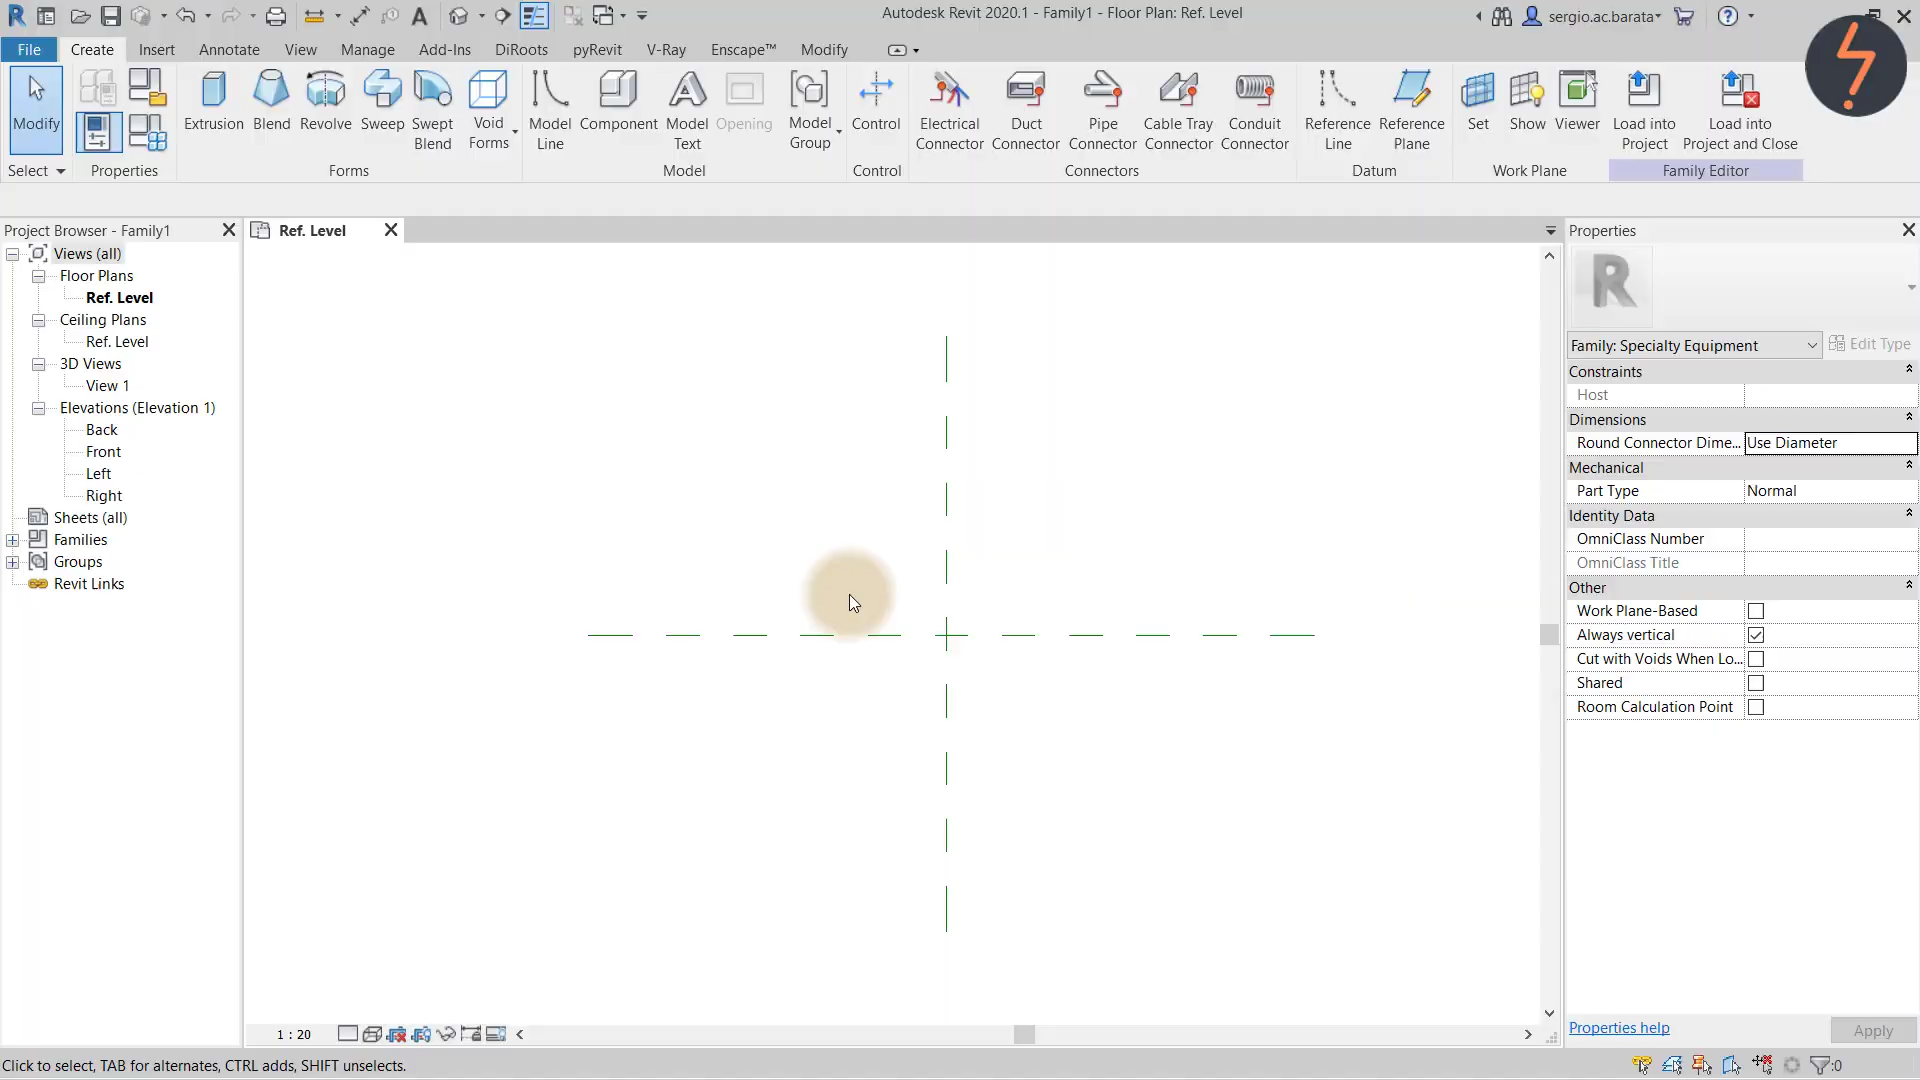 Autodesk Revit 2020.1 - Family1 - Floor Plan: Ref. Level
sergio.ac.barata
File Create Insert Annotate View Manage Add-Ins DiRoots pyRevit V-Ray Enscape™ Modify
Modify
Extrusion
Blend
Revolve
Sweep
Swept
Blend
Void
Forms
Model
Line
Component
Model
Text
Opening
Model
Group
Control
Electrical
Connector
Duct
Connector
Pipe
Connector
Cable Tray
Connector
Conduit
Connector
Reference
Line
Reference
Plane
Set
Show
Viewer
Load into
Project
Load into
Project and Close
Select Properties Forms Model Control Connectors Datum Work Plane Family Editor
Project Browser - Family1
Views (all)
Floor Plans
Ref. Level
Ceiling Plans
Ref. Level
3D Views
View 1
Elevations (Elevation 1)
Back
Front
Left
Right
Sheets (all)
Families
Groups
Revit Links
Ref. Level
1 : 20
Properties
R
Family: Specialty Equipment
Edit Type
Constraints
Host
Dimensions
Round Connector Dime... Use Diameter
Mechanical
Part Type Normal
Identity Data
OmniClass Number
OmniClass Title
Other
Work Plane-Based
Always vertical
Cut with Voids When Lo...
Shared
Room Calculation Point
Properties help
Apply
Click to select, TAB for alternates, CTRL adds, SHIFT unselects.
:0